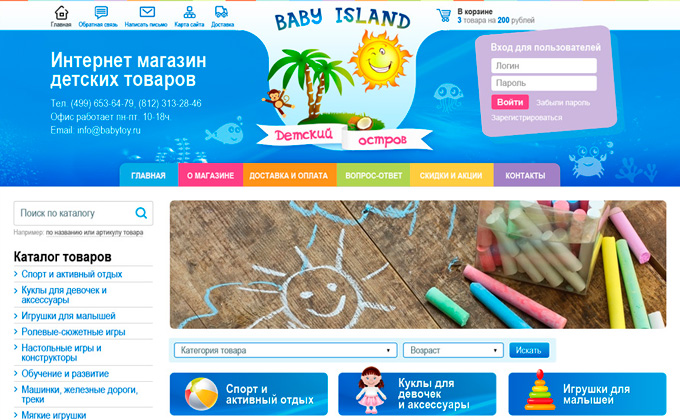 Главная
Обратная связь
Написать письмо
Карта сайта
Доставка
BABY ISLAND
В корзине
3 товара на 200 рублей
Интернет магазин
детских товаров
Тел. (499) 653-64-79, (812) 313-28-46
Офис работает пн-пт. 10-18ч.
Email: info@babytoy.ru
Детский остров
Вход для пользователей
Логин
Пароль
Войти
Забыли пароль
Зарегистрироваться
ГЛАВНАЯ
О МАГАЗИНЕ
ДОСТАВКА И ОПЛАТА
ВОПРОС-ОТВЕТ
СКИДКИ И АКЦИИ
КОНТАКТЫ
Поиск по каталогу
Например: по названию или артикулу товара
Каталог товаров
Спорт и активный отдых
Куклы для девочек и
аксессуары
Игрушки для малышей
Ролевые-сюжетные игры
Настольные игры и
конструкторы
Обучение и развитие
Машинки, железные дороги,
треки
Мягкие игрушки
Категория товара
Возраст
Искать
Спорт и
активный отдых
Куклы для
девочек
и аксессуары
Игрушки для
малышей